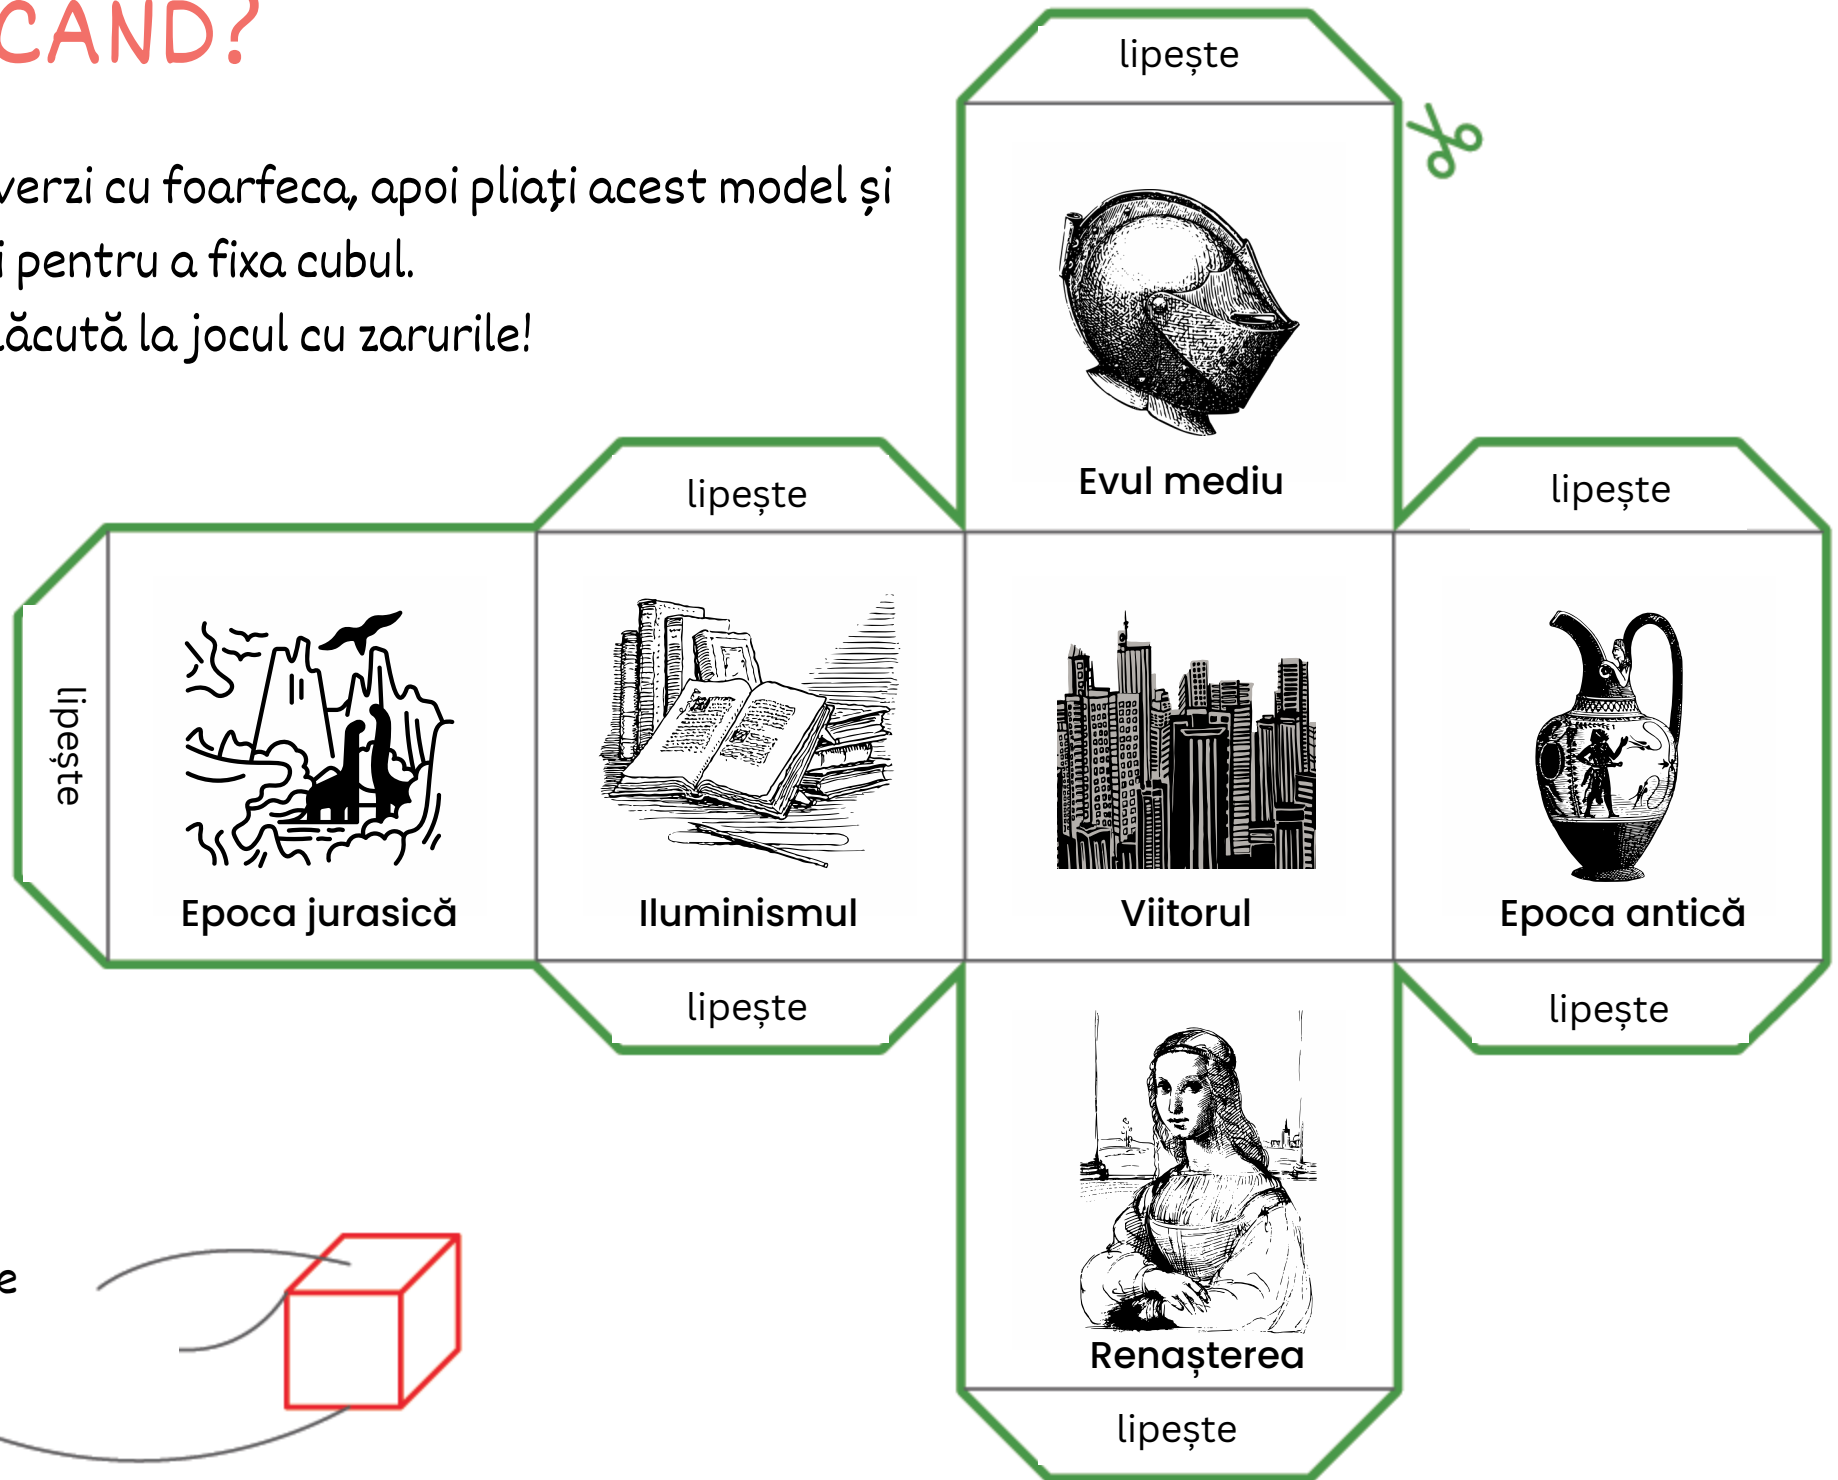 CAND?
verzi cu foarfeca, apoi pliați acest model și
i pentru a fixa cubul.
lăcută la jocul cu zarurile!
lipește
Evul mediu
lipește
lipește
lipește
Epoca jurasică
Iluminismul
Viitorul
Epoca antică
lipește
lipește
Renașterea
lipește
e